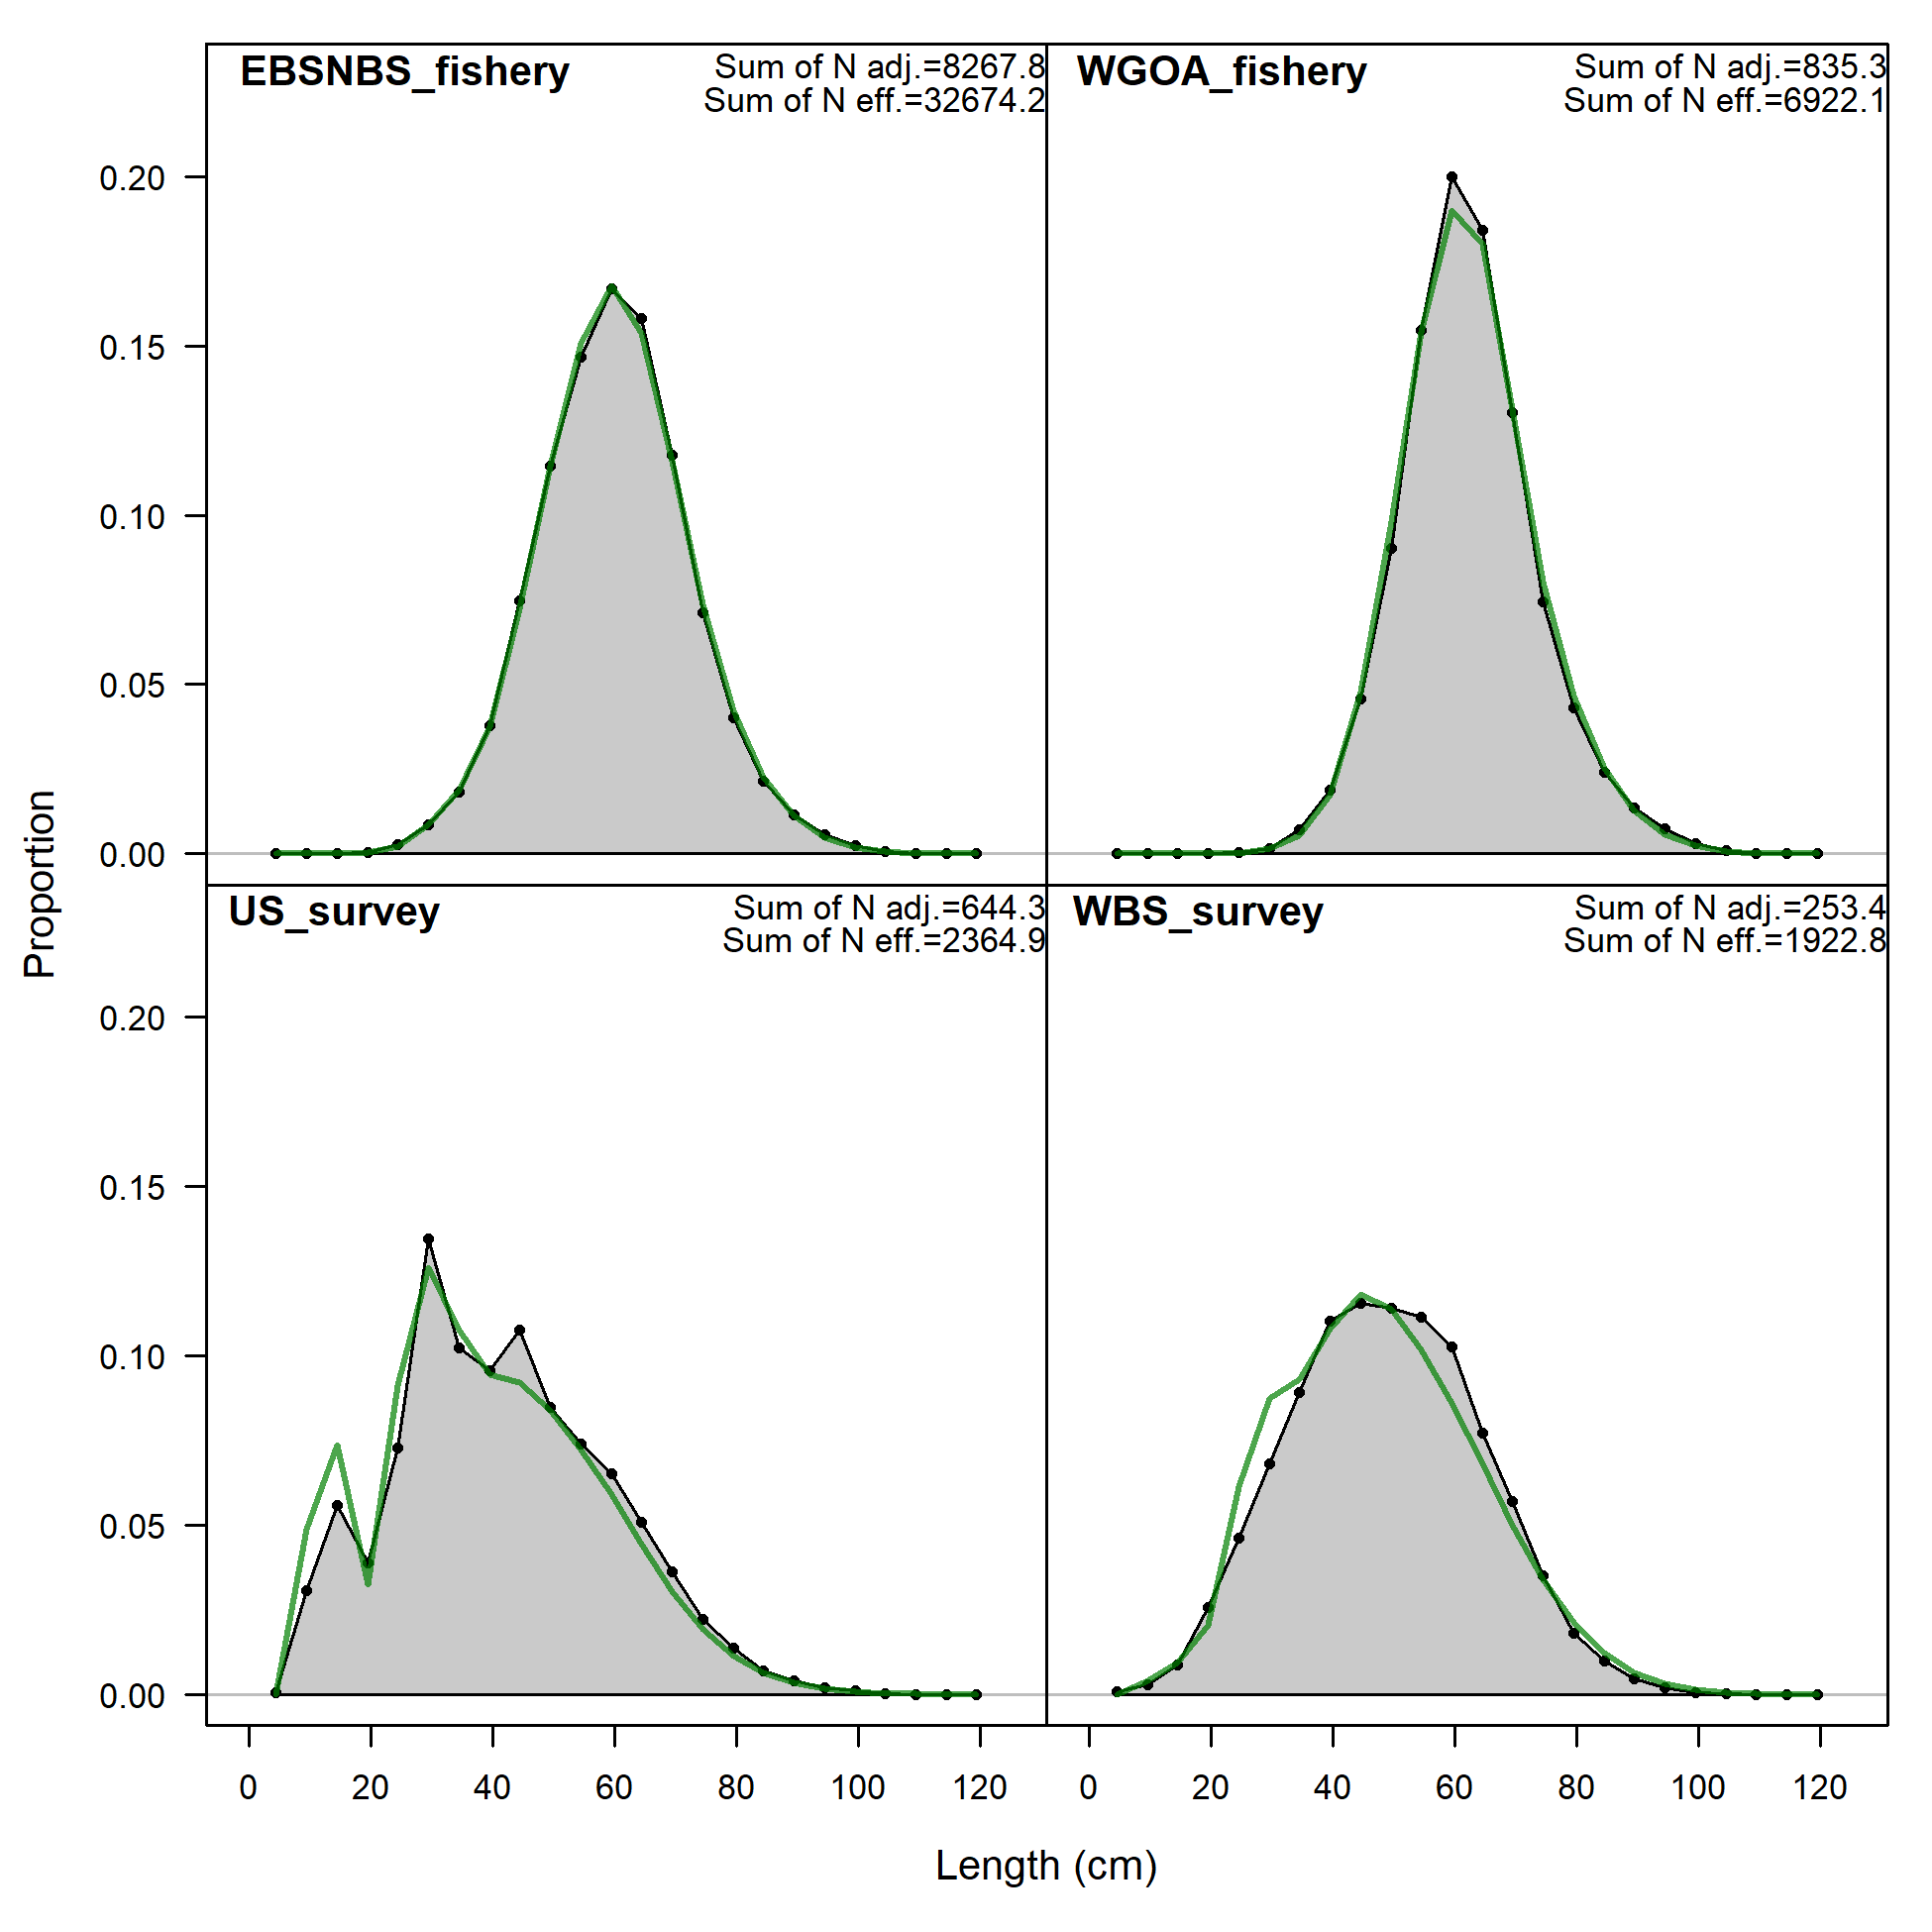 EBSNBS_fishery
Sum of N adj.=8267.8
Sum of N eff.=32674.2
WGOA_fishery
Sum of N adj.=835.3
Sum of N eff.=6922.1
0.20
0.15
0.10
0.05
0.00
US_survey
Sum of N adj.=644.3
Sum of N eff.=2364.9
WBS_survey
Sum of N adj.=253.4
Sum of N eff.=1922.8
0.20
0.15
0.10
0.05
0.00
Proportion
0 20 40 60 80 100 120
0 20 40 60 80 100 120
Length (cm)